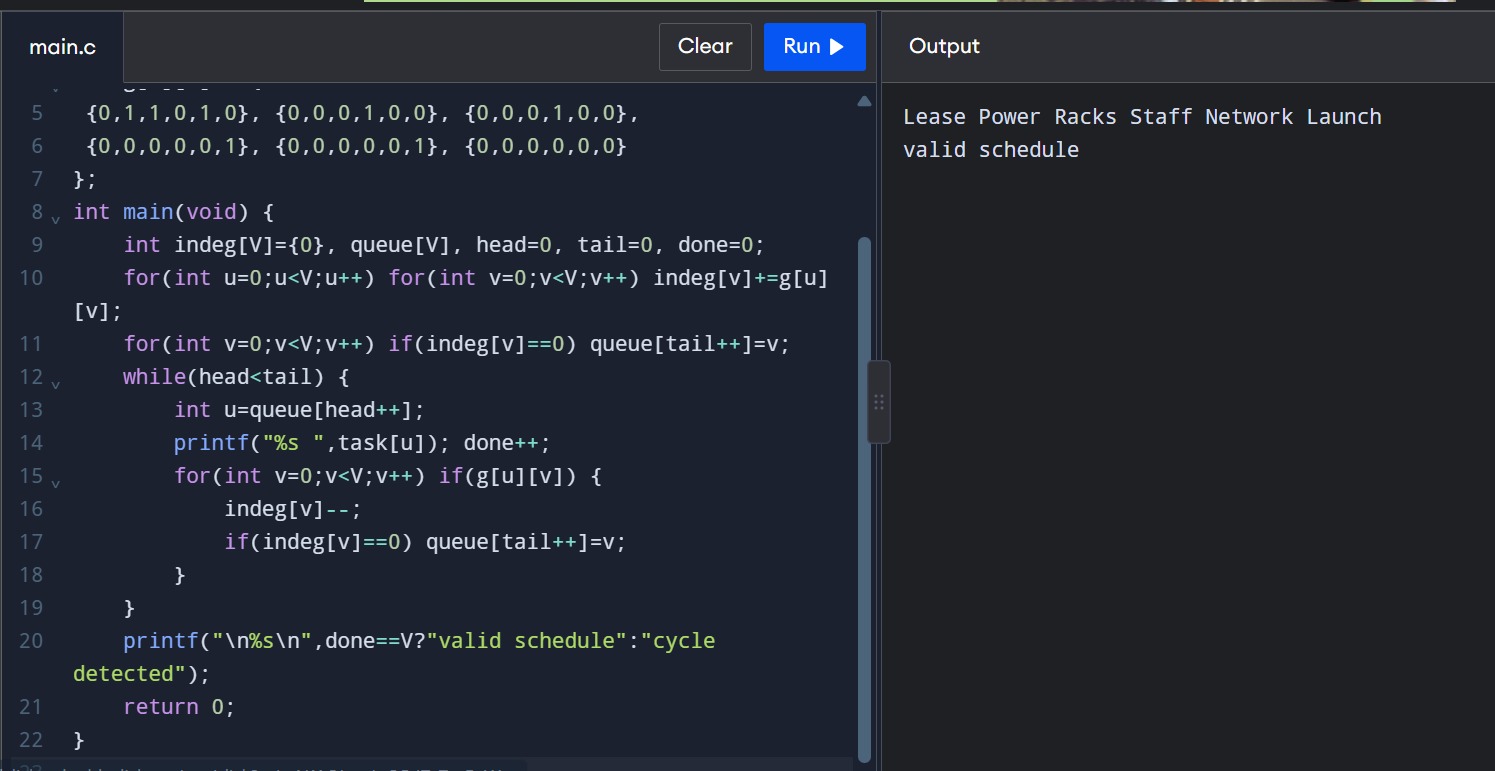 main.c
Clear
Run
Output
5 {0,1,1,0,1,0}, {0,0,0,1,0,0}, {0,0,0,1,0,0},
6 {0,0,0,0,0,1}, {0,0,0,0,0,1}, {0,0,0,0,0,0}
7 };
8 int main(void) {
9 int indeg[V]={0}, queue[V], head=0, tail=0, done=0;
10 for(int u=0;u<V;u++) for(int v=0;v<V;v++) indeg[v]+=g[u]
[v];
11 for(int v=0;v<V;v++) if(indeg[v]==0) queue[tail++]=v;
12 while(head<tail) {
13 int u=queue[head++];
14 printf("%s ",task[u]); done++;
15 for(int v=0;v<V;v++) if(g[u][v]) {
16 indeg[v]--;
17 if(indeg[v]==0) queue[tail++]=v;
18 }
19 }
20 printf("\n%s\n",done==V?"valid schedule":"cycle
detected");
21 return 0;
22 }
Lease Power Racks Staff Network Launch
valid schedule